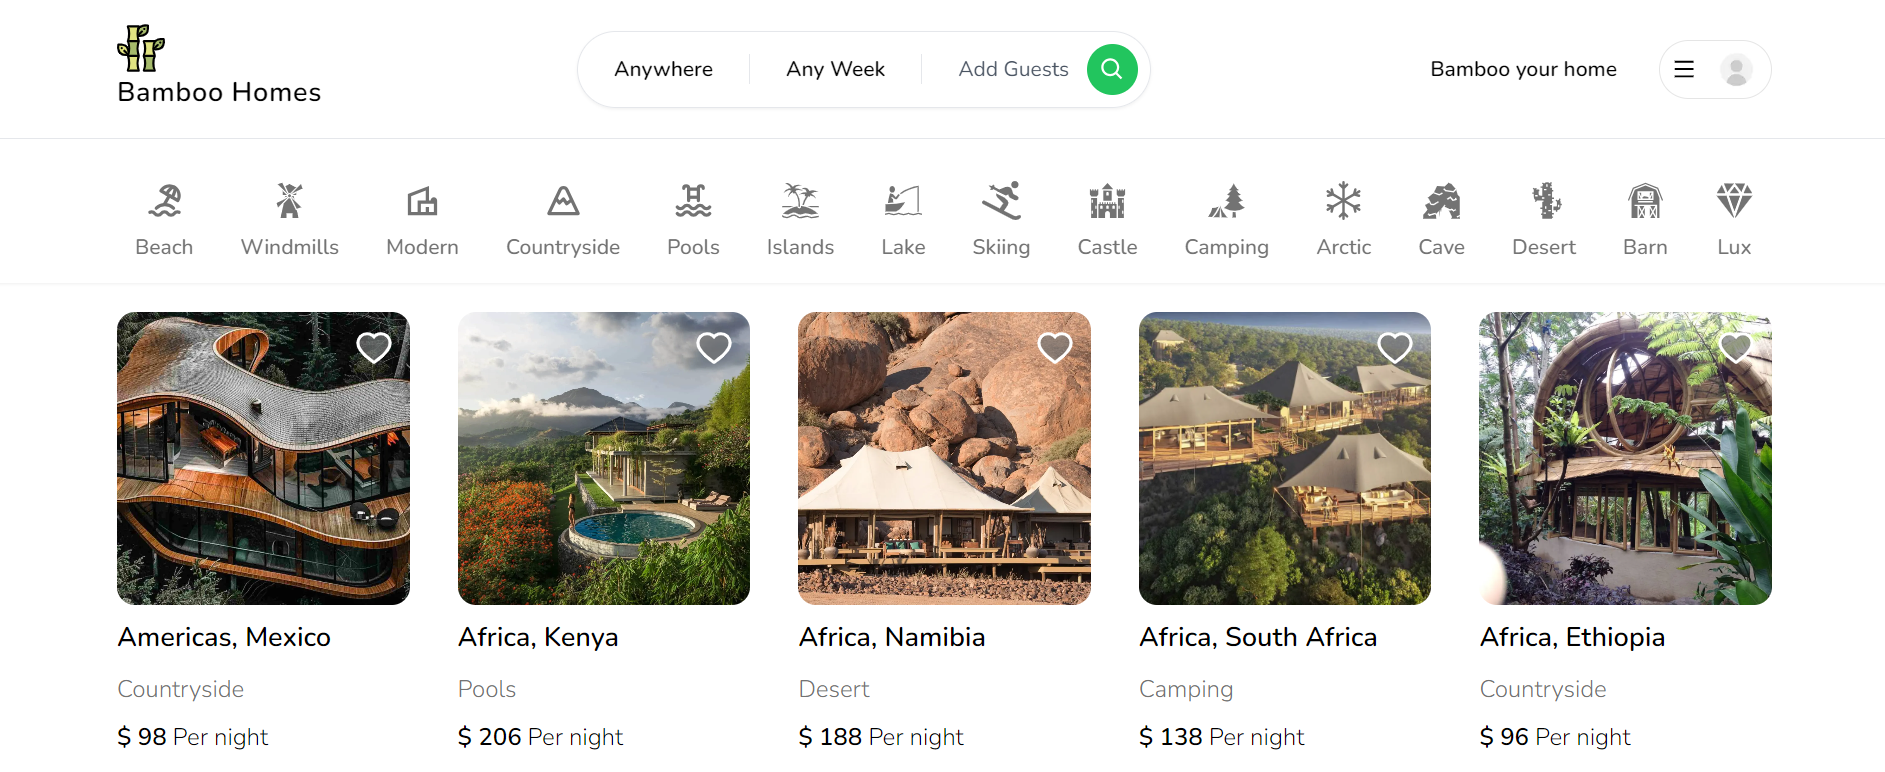 Bamboo Homes
Anywhere
Any Week
Add Guests
Bamboo your home
Beach
Windmills
Modern
Countryside
Pools
Islands
Lake
Skiing
Castle
Camping
Arctic
Cave
Desert
Barn
Lux
Americas, Mexico
Countryside
$ 98 Per night
Africa, Kenya
Pools
$ 206 Per night
Africa, Namibia
Desert
$ 188 Per night
Africa, South Africa
Camping
$ 138 Per night
Africa, Ethiopia
Countryside
$ 96 Per night